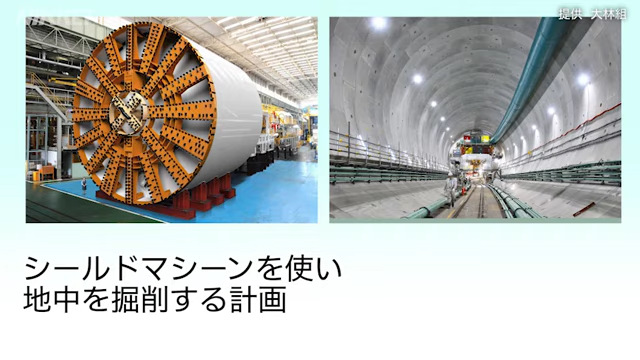 提供 大林組
シールドマシーンを使い
地中を掘削する計画